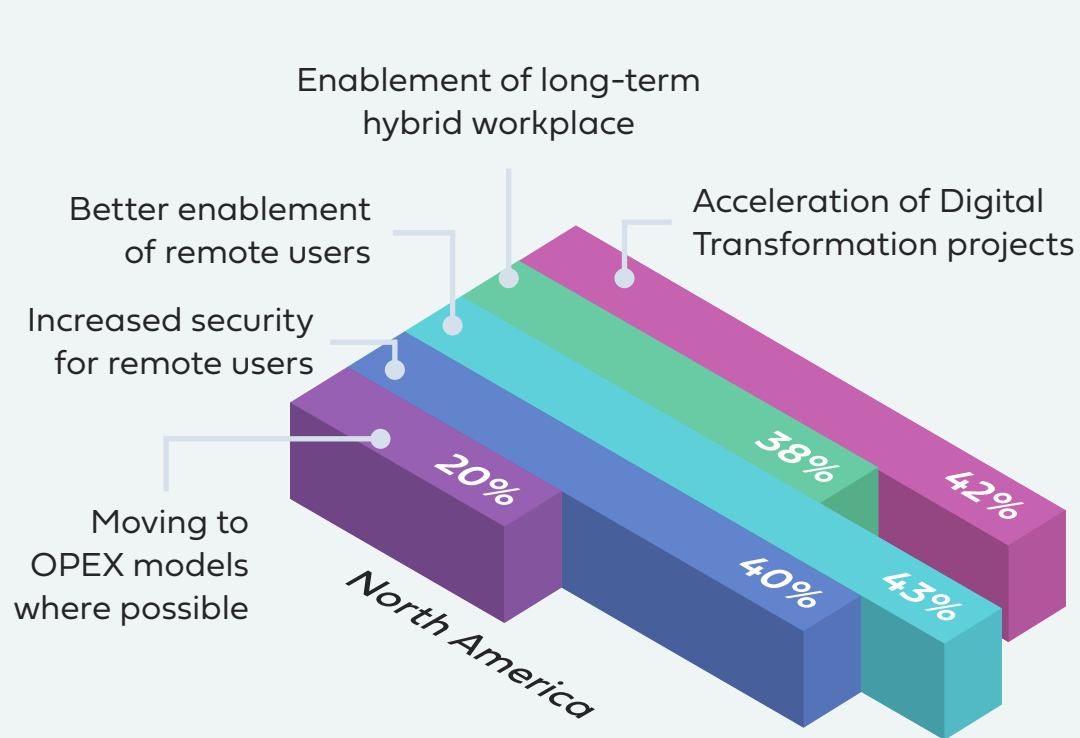 Enablement of long-term
hybrid workplace
Acceleration of Digital
Transformation projects
Better enablement
of remote users
Increased security
for remote users
Moving to
OPEX models
where possible
38%
42%
20%
40%
43%
North America